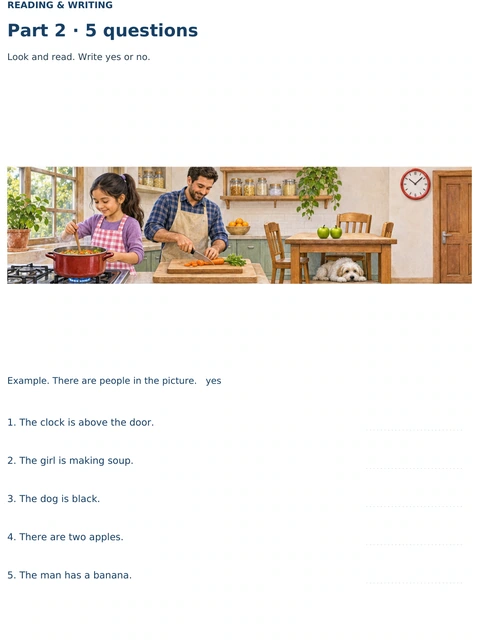 READING & WRITING
Part 2 · 5 questions
Look and read. Write yes or no.
Example. There are people in the picture. yes
1. The clock is above the door.
2. The girl is making soup.
3. The dog is black.
4. There are two apples.
5. The man has a banana.